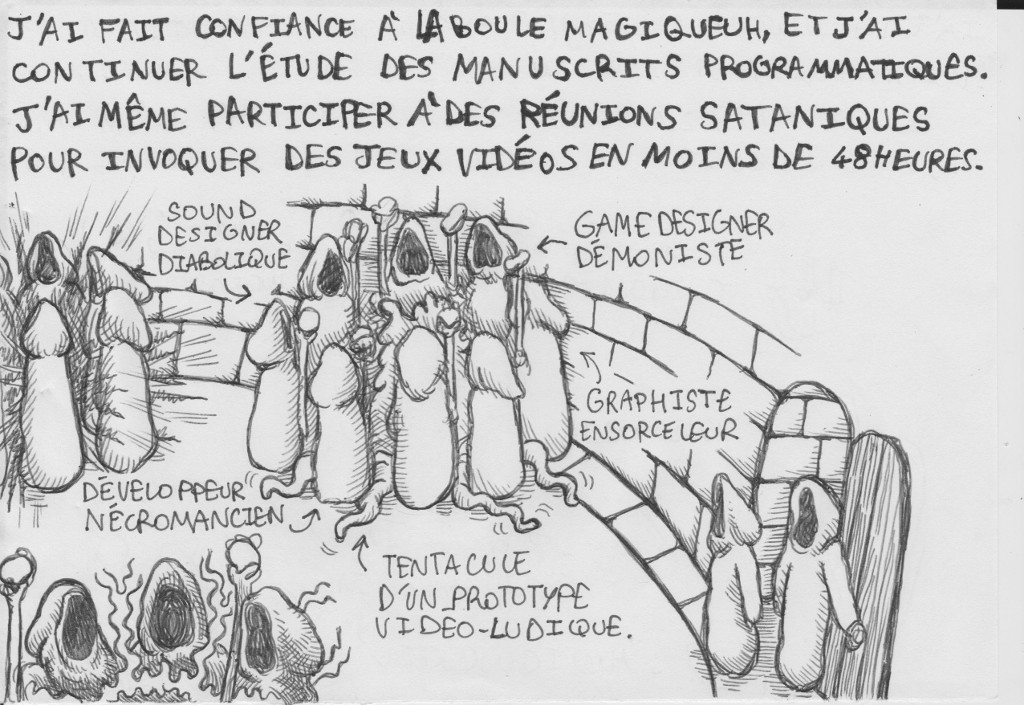 J'AI FAIT CONFIANCE À LA BOULE MAGIQUEUH, ET J'AI
CONTINUER L'ÉTUDE DES MANUSCRITS PROGRAMMATIQUES.
J'AI MÊME PARTICIPER À DES RÉUNIONS SATANIQUES
POUR INVOQUER DES JEUX VIDÉOS EN MOINS DE 48 HEURES.
SOUND
DESIGNER
DIABOLIQUE
GAME DESIGNER
DÉMONISTE
GRAPHISTE
ENSORCELEUR
DÉVELOPPEUR
NÉCROMANCIEN
TENTACULE
D'UN PROTOTYPE
VIDEO-LUDIQUE.